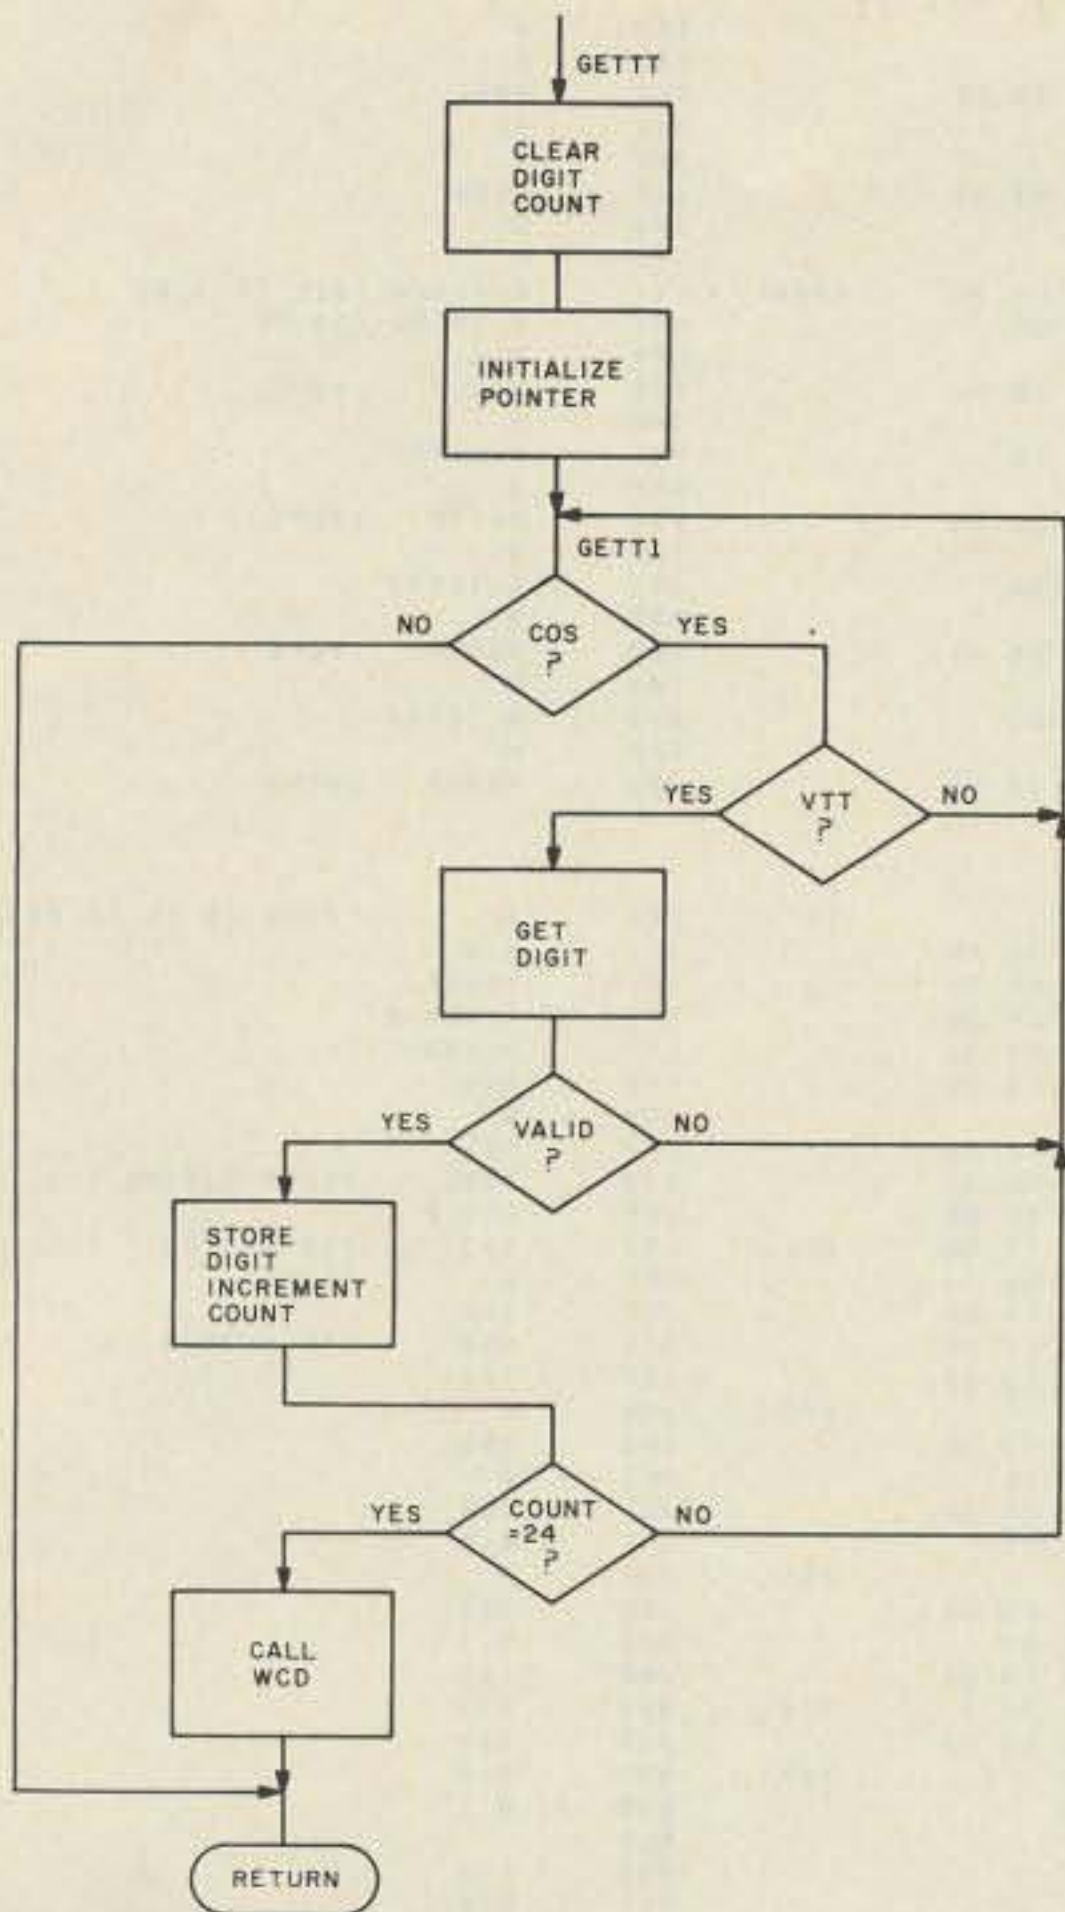 GETTT
CLEAR
DIGIT
COUNT
INITIALIZE
POINTER
GETT1
NO
COS
?
YES
YES
VTT
?
NO
GET
DIGIT
YES
VALID
?
NO
STORE
DIGIT
INCREMENT
COUNT
YES
COUNT
=24
?
NO
CALL
WCD
RETURN